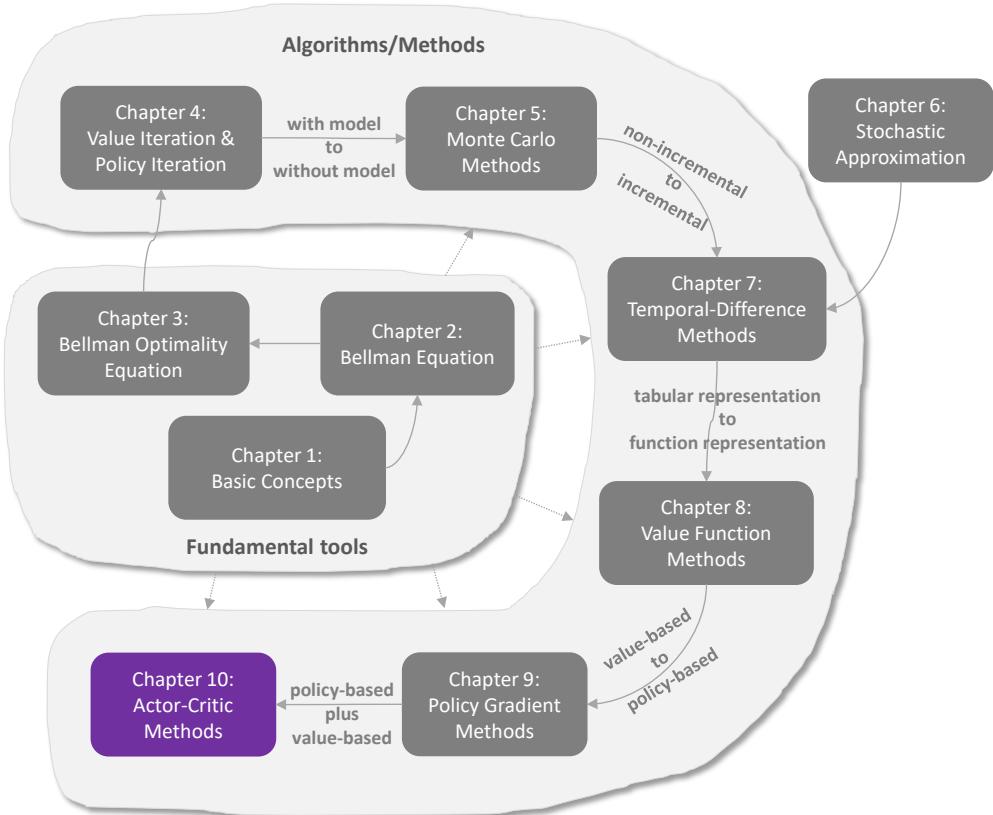 Algorithms/Methods
Chapter 4:
Value Iteration &
Policy Iteration
with model
to
without model
Chapter 5:
Monte Carlo
Methods
non-incremental
to
incremental
Chapter 6:
Stochastic
Approximation
Chapter 3:
Bellman Optimality
Equation
Chapter 2:
Bellman Equation
Chapter 7:
Temporal-Difference
Methods
tabular representation
to
function representation
Chapter 1:
Basic Concepts
Fundamental tools
Chapter 8:
Value Function
Methods
value-based
to
policy-based
Chapter 10:
Actor-Critic
Methods
policy-based
plus
value-based
Chapter 9:
Policy Gradient
Methods